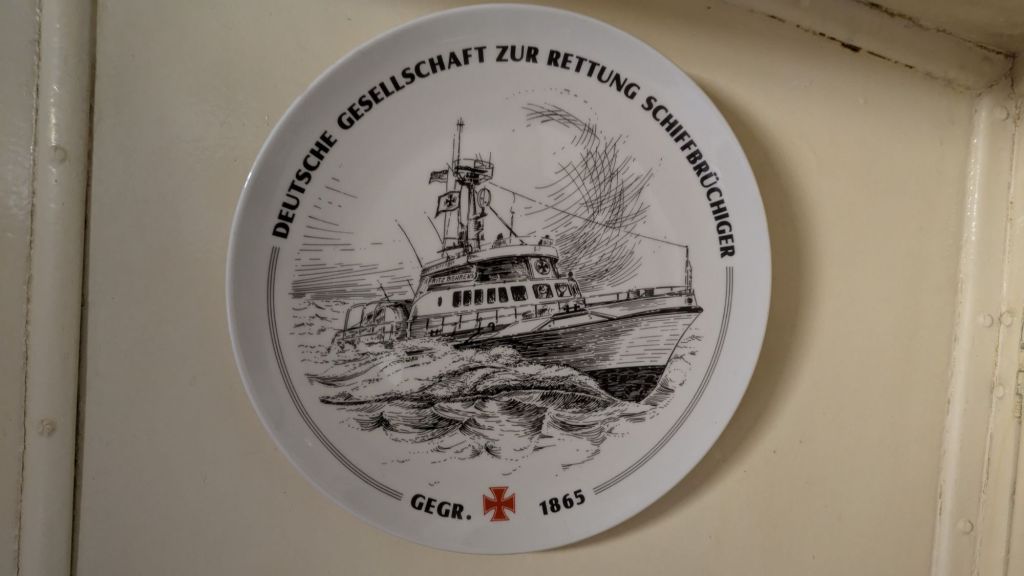 DEUTSCHE GESELLSCHAFT ZUR RETTUNG SCHIFFBRÜCHIGER
GEGR. 1865